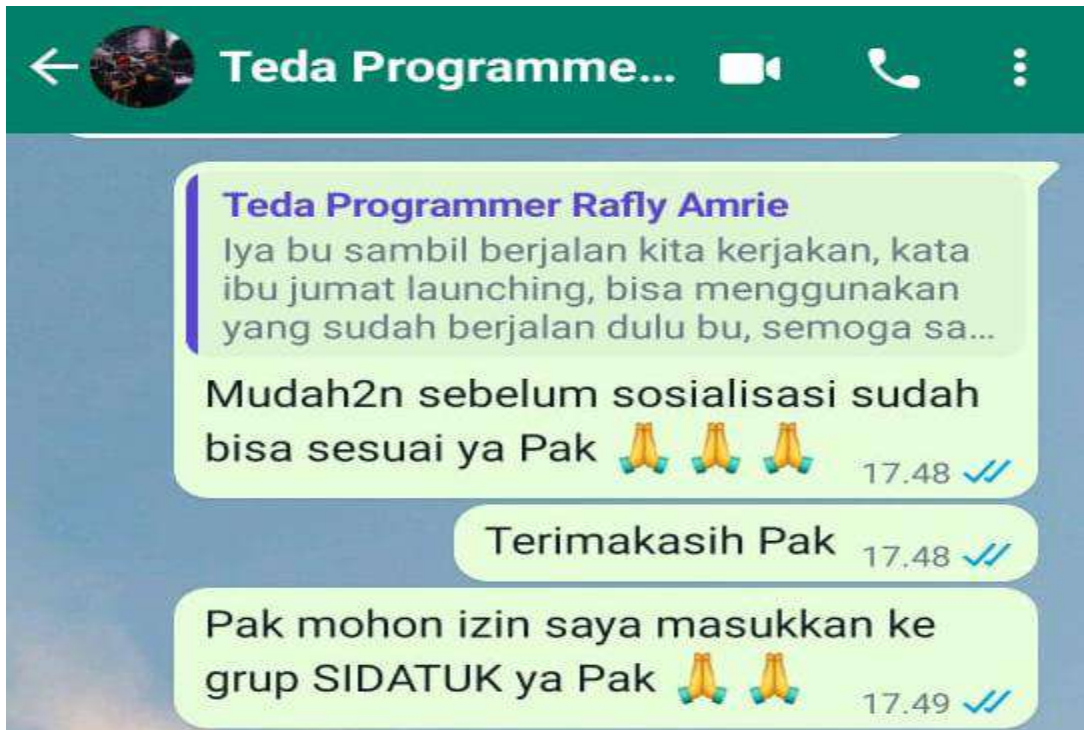 Teda Programme...
Teda Programmer Rafly Amrie
Iya bu sambil berjalan kita kerjakan, kata
ibu jumat launching, bisa menggunakan
yang sudah berjalan dulu bu, semoga sa...
Mudah2n sebelum sosialisasi sudah
bisa sesuai ya Pak 🙏 🙏 🙏 17.48
Terimakasih Pak 17.48
Pak mohon izin saya masukkan ke
grup SIDATUK ya Pak 🙏 🙏 17.49